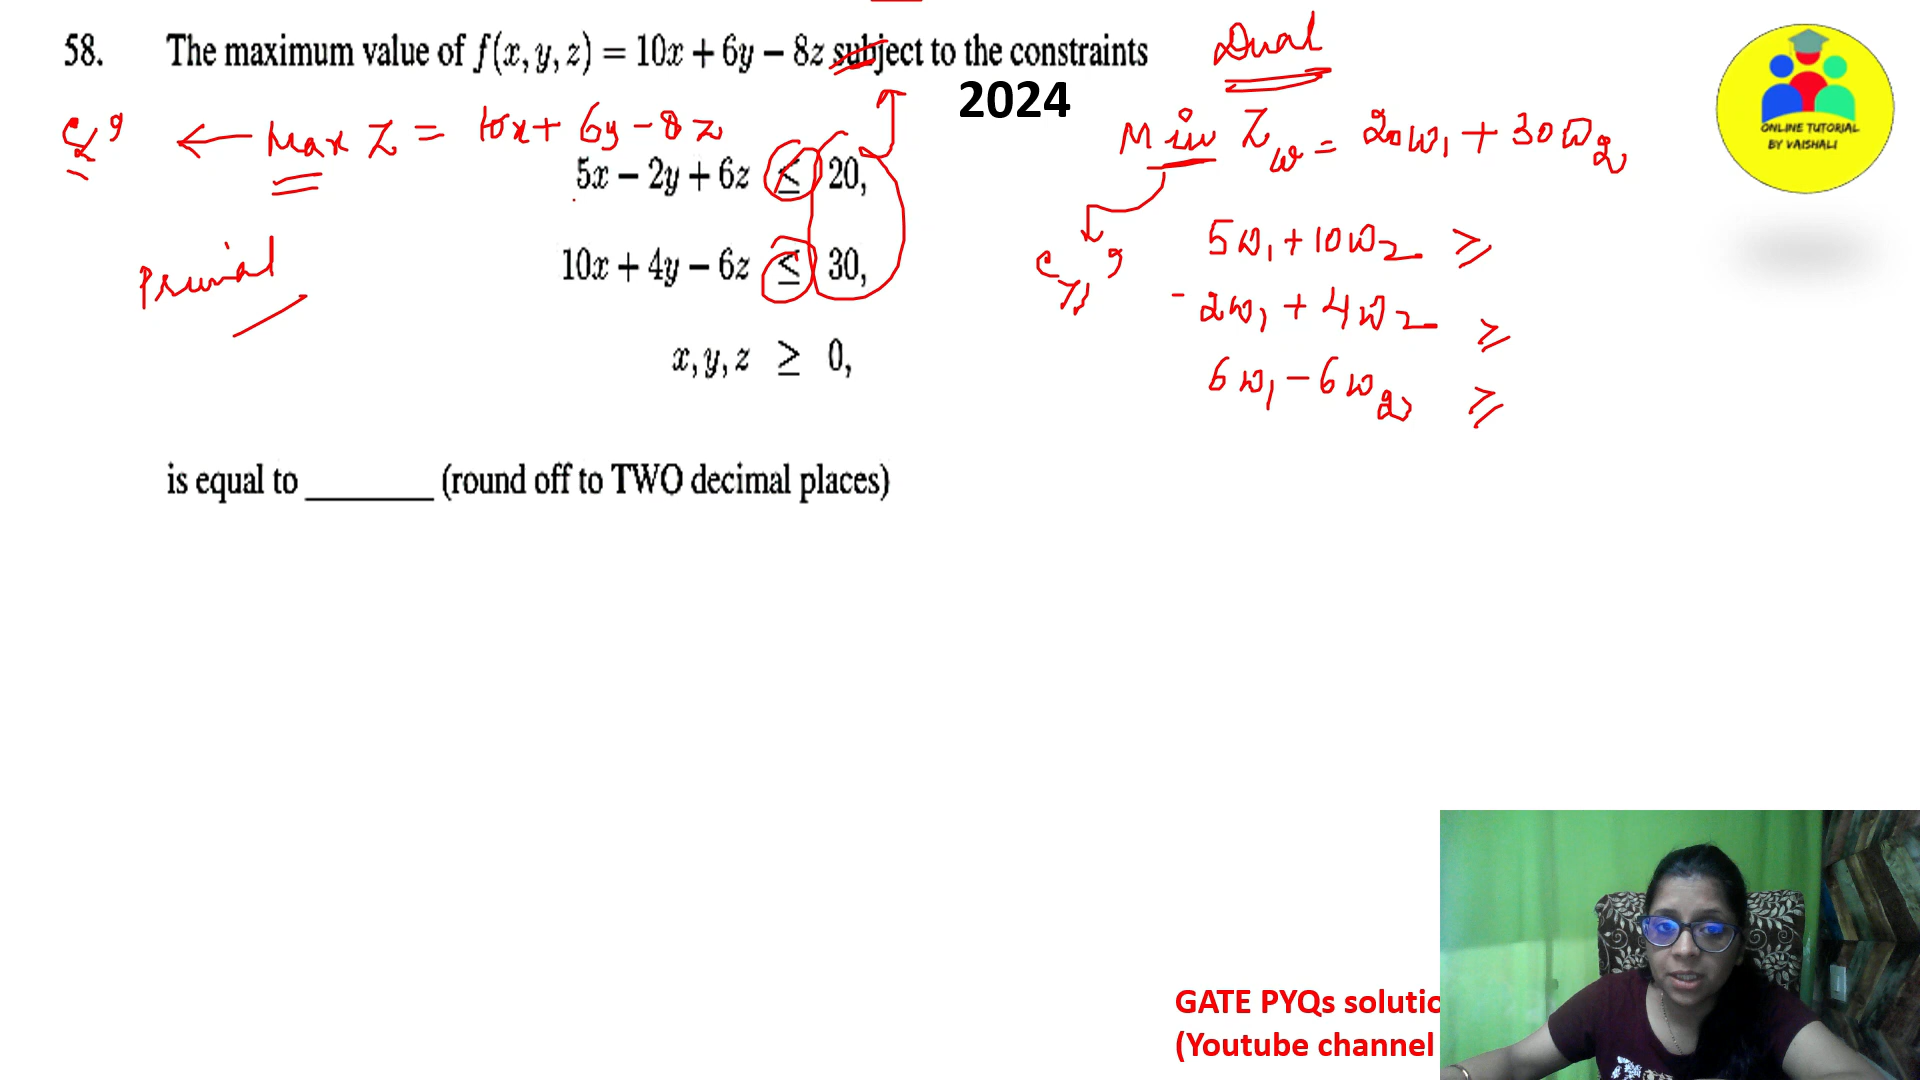 58. The maximum value of f(x, y, z) = 10x + 6y − 8z subject to the constraints
Dual
2024
≤ ← Max Z = 10x + 6y − 8z
Min Z_w = 20w₁ + 30w₂
ONLINE TUTORIAL
BY VAISHALI
5x − 2y + 6z ≤ 20,
5w₁ + 10w₂ ≥
10x + 4y − 6z ≤ 30,
Primal
≥
−2w₁ + 4w₂ ≥
x, y, z ≥ 0,
6w₁ − 6w₂ ≥
is equal to ________ (round off to TWO decimal places)
GATE PYQs
(Youtube channel